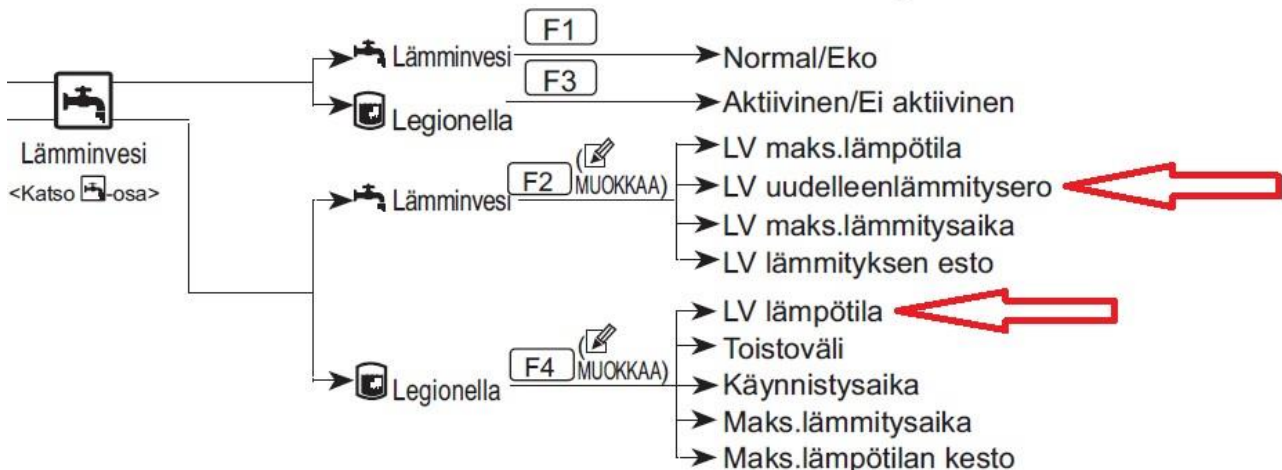 F1
Lämminvesi
Normal/Eko
F3
Legionella
Aktiivinen/Ei aktiivinen
Lämminvesi
<Katso -osa>
Lämminvesi
F2
(
MUOKKAA)
LV maks.lämpötila
LV uudelleenlämmitysero
LV maks.lämmitysaika
LV lämmityksen esto
Legionella
F4
(
MUOKKAA)
LV lämpötila
Toistoväli
Käynnistysaika
Maks.lämmitysaika
Maks.lämpötilan kesto